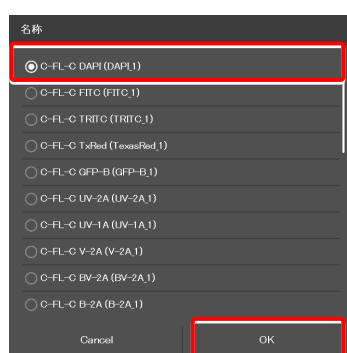 名称
C-FL-C DAPI (DAPI_1)
C-FL-C FITC (FITC_1)
C-FL-C TRITC (TRITC_1)
C-FL-C TxRed (TexasRed_1)
C-FL-C GFP-B (GFP-B_1)
C-FL-C UV-2A (UV-2A_1)
C-FL-C UV-1A (UV-1A_1)
C-FL-C V-2A (V-2A_1)
C-FL-C BV-2A (BV-2A_1)
C-FL-C B-2A (B-2A_1)
Cancel OK